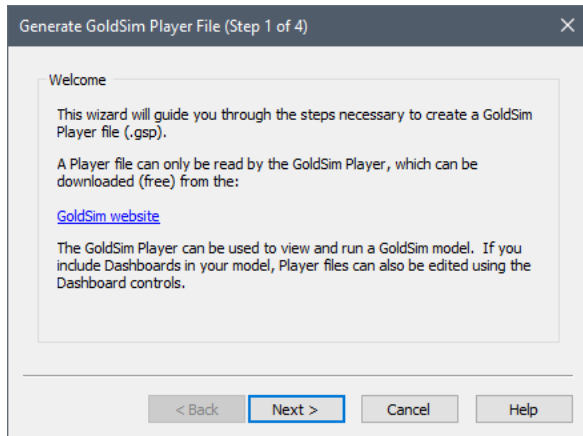 Generate GoldSim Player File (Step 1 of 4)
Welcome
This wizard will guide you through the steps necessary to create a GoldSim
Player file (.gsp).
A Player file can only be read by the GoldSim Player, which can be
downloaded (free) from the:
GoldSim website
The GoldSim Player can be used to view and run a GoldSim model.  If you
include Dashboards in your model, Player files can also be edited using the
Dashboard controls.
< Back Next > Cancel Help